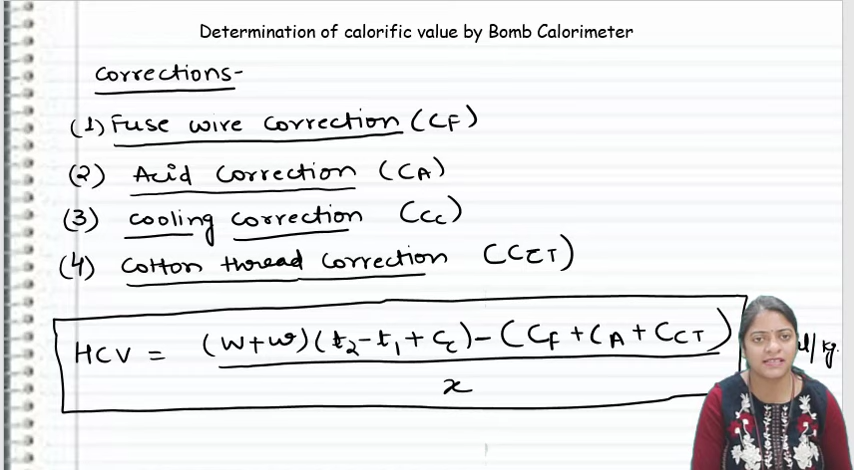 Determination of calorific value by Bomb Calorimeter
Corrections-
(1) Fuse wire correction (CF)
(2) Acid correction (CA)
(3) cooling correction (Cc)
(4) Cotton thread correction (CCT)
HCV = (W+w)(t₂-t₁+Cc)-(CF+CA+CCT) / x